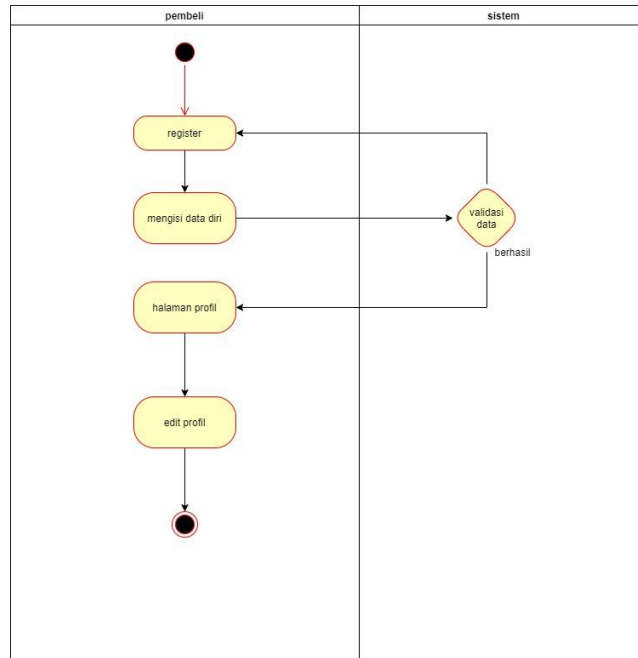 pembeli
sistem
register
mengisi data diri
validasi
data
berhasil
halaman profil
edit profil